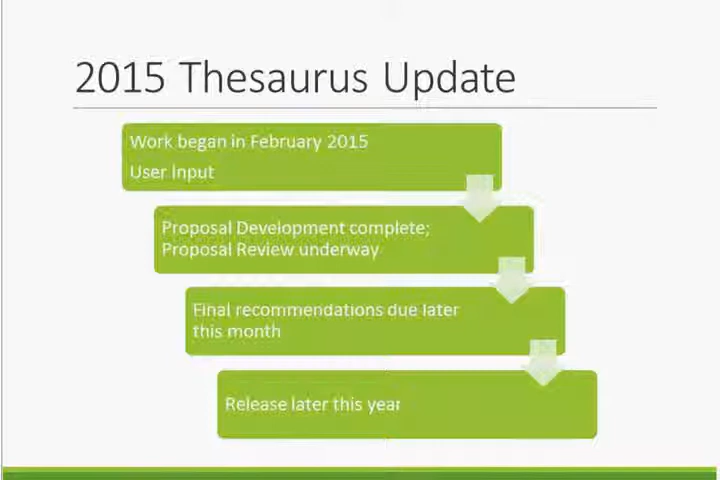 2015 Thesaurus Update
Work began in February 2015
User Input
Proposal Development complete;
Proposal Review underway
Final recommendations due later
this month
Release later this year